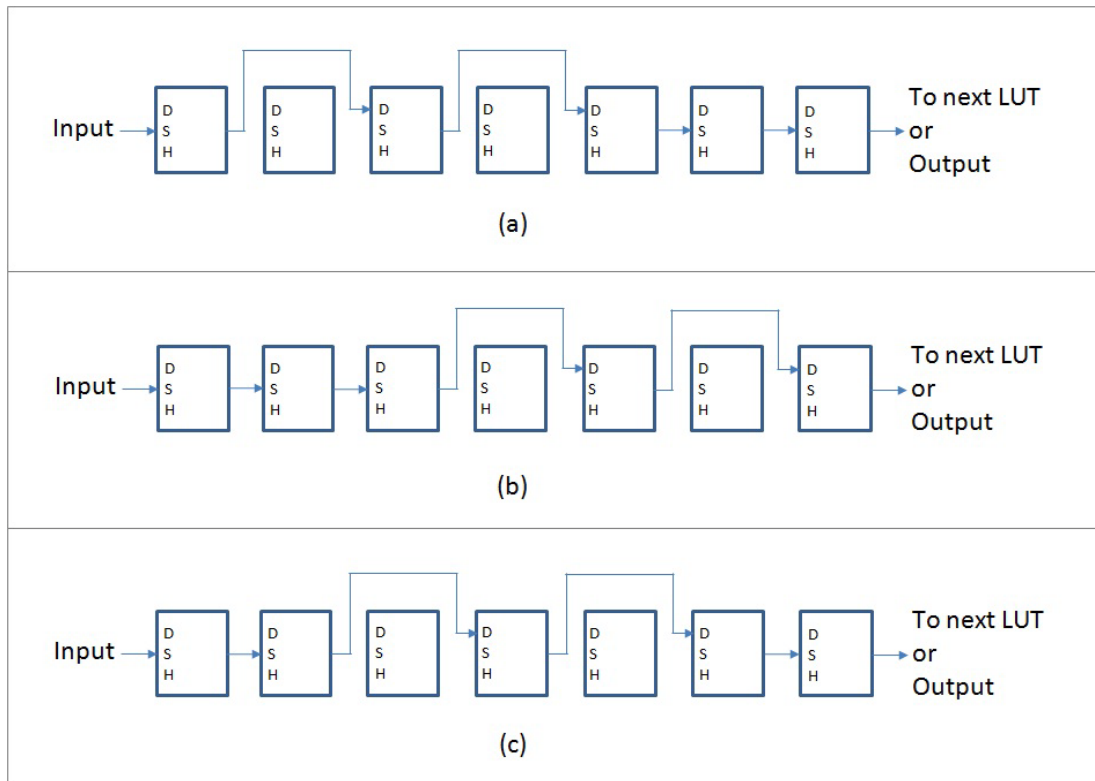 D D D D D D D To next LUT
Input S S S S S S S or
H H H H H H H Output
(a)
D D D D D D D To next LUT
Input S S S S S S S or
H H H H H H H Output
(b)
D D D D D D D To next LUT
Input S S S S S S S or
H H H H H H H Output
(c)